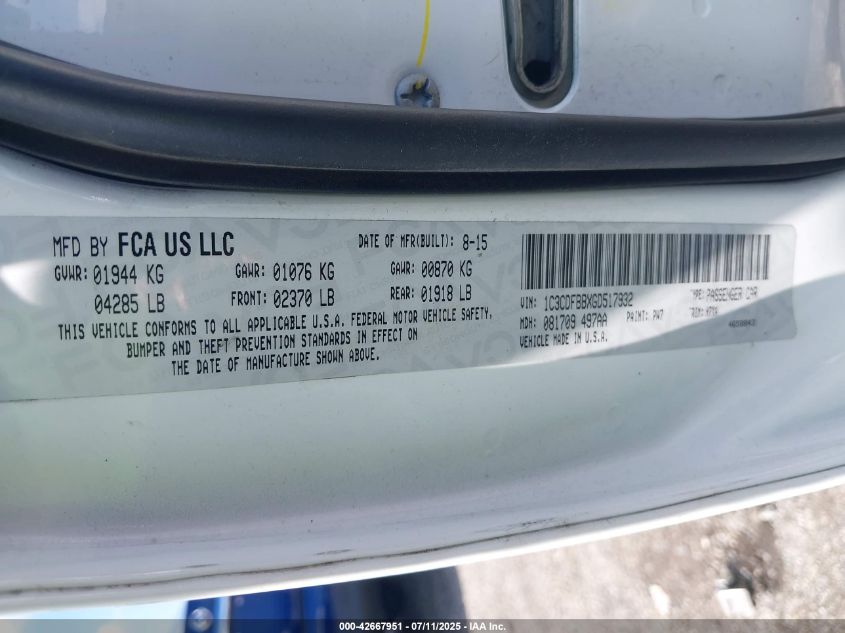 MFD BY FCA US LLC
DATE OF MFR(BUILT): 8-15
GVWR: 01944 KG
GAWR: 01076 KG
GAWR: 00870 KG
04285 LB
FRONT: 02370 LB
REAR: 01918 LB
THIS VEHICLE CONFORMS TO ALL APPLICABLE U.S.A. FEDERAL MOTOR VEHICLE SAFETY,
BUMPER AND THEFT PREVENTION STANDARDS IN EFFECT ON
THE DATE OF MANUFACTURE SHOWN ABOVE.
VIN: 1C3CDFBBXGD517932
TYPE: PASSENGER CAR
MDH: 081709 497AA
PAINT: PW7
TRIM:
VEHICLE MADE IN U.S.A.
000-42667951 - 07/11/2025 - IAA Inc.